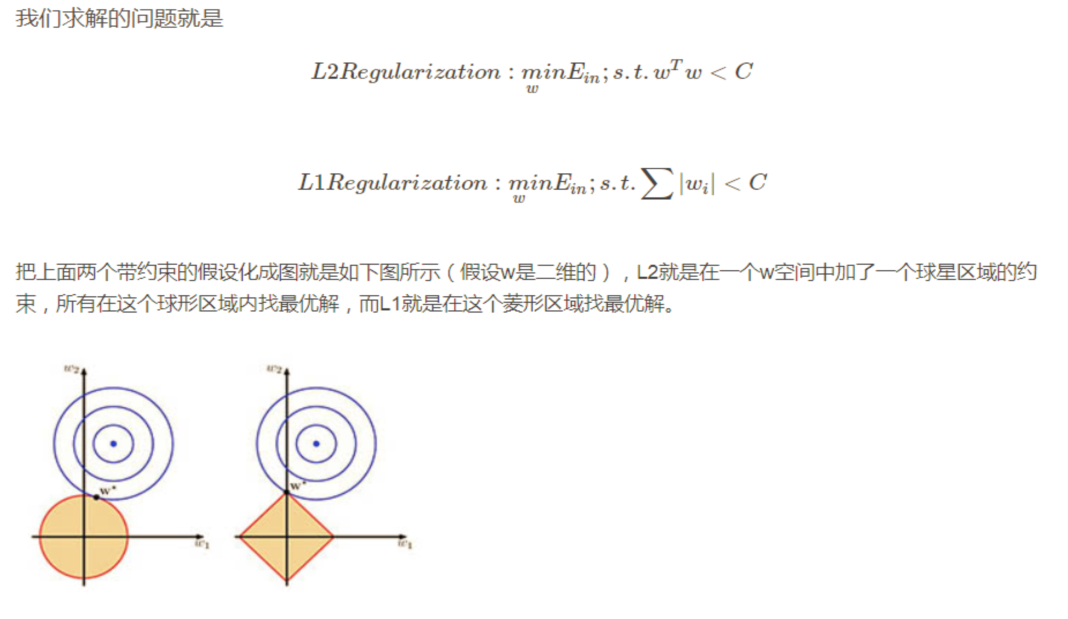 我们求解的问题就是
L2Regularization : min E_{in}; s.t. w^T w < C
w
L1Regularization : min E_{in}; s.t. ∑ |w_i| < C
w
把上面两个带约束的假设化成图就是如下图所示（假设w是二维的），L2就是在一个w空间中加了一个球星区域的约
束，所有在这个球形区域内找最优解，而L1就是在这个菱形区域找最优解。
w_2 w_2
w* w*
w_1 w_1